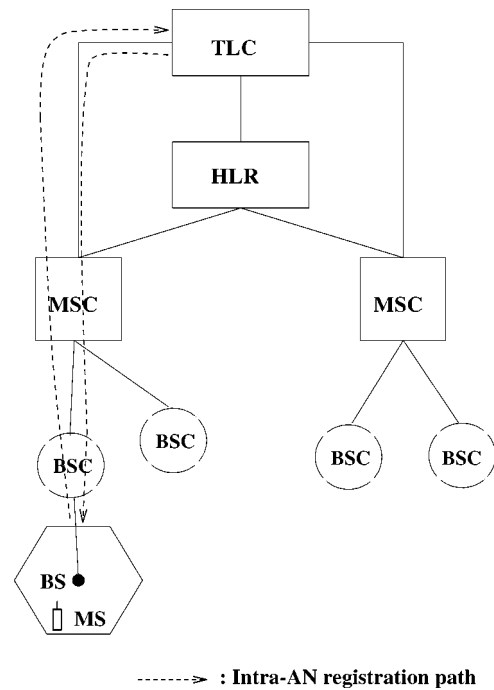 TLC
HLR
MSC
MSC
BSC
BSC
BSC
BSC
BS
MS
: Intra-AN registration path